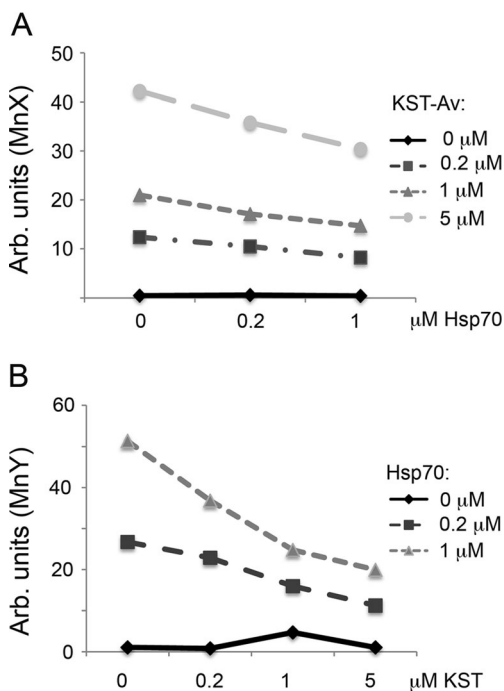 A
Arb. units (MnX)
50
40
30
20
10
0
0.2
1
μM Hsp70
KST-Av:
0 μM
0.2 μM
1 μM
5 μM
B
Arb. units (MnY)
60
40
20
0
0
0.2
1
5
μM KST
Hsp70:
0 μM
0.2 μM
1 μM